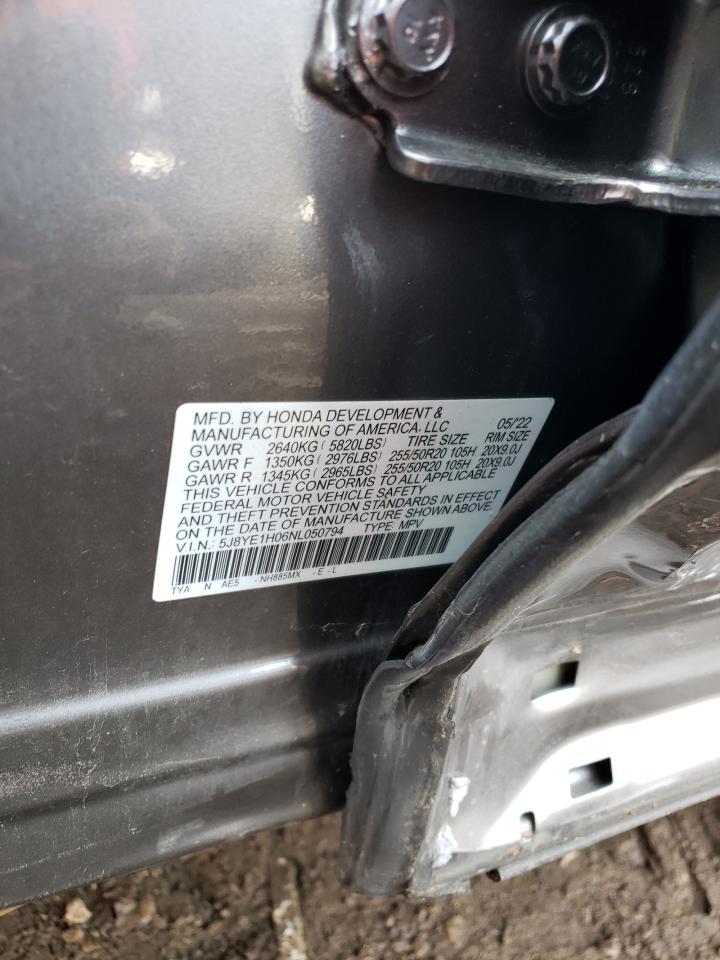 528
MFD. BY HONDA DEVELOPMENT &
MANUFACTURING OF AMERICA, LLC 05/'22
GVWR 2640KG ( 5820LBS) TIRE SIZE RIM SIZE
GAWR F 1350KG ( 2976LBS) 255/50R20 105H 20X9.0J
GAWR R 1345KG ( 2965LBS) 255/50R20 105H 20X9.0J
THIS VEHICLE CONFORMS TO ALL APPLICABLE
FEDERAL MOTOR VEHICLE SAFETY
AND THEFT PREVENTION STANDARDS IN EFFECT
ON THE DATE OF MANUFACTURE SHOWN ABOVE.
V.I.N.: 5J8YE1H06NL050794 TYPE: MPV
TYA N AE5 - NH885MX - E - L